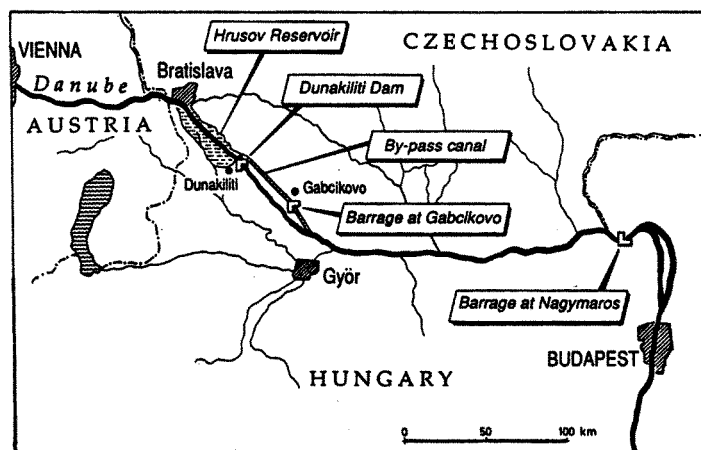 Hrusov Reservoir
CZECHOSLOVAKIA
VIENNA
Danube
Bratislava
Dunakiliti Dam
AUSTRIA
By-pass canal
Dunakiliti
Gabcikovo
Barrage at Gabcikovo
Györ
Barrage at Nagymaros
BUDAPEST
HUNGARY
0 50 100 km